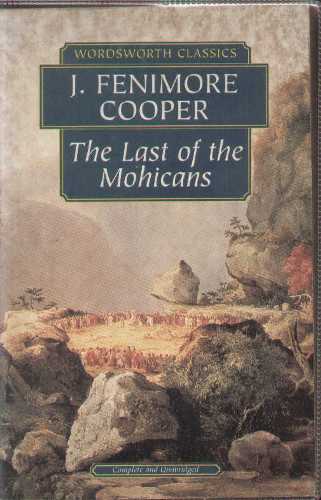 WORDSWORTH CLASSICS
J. FENIMORE
COOPER
The Last of the
Mohicans
Complete and Unabridged